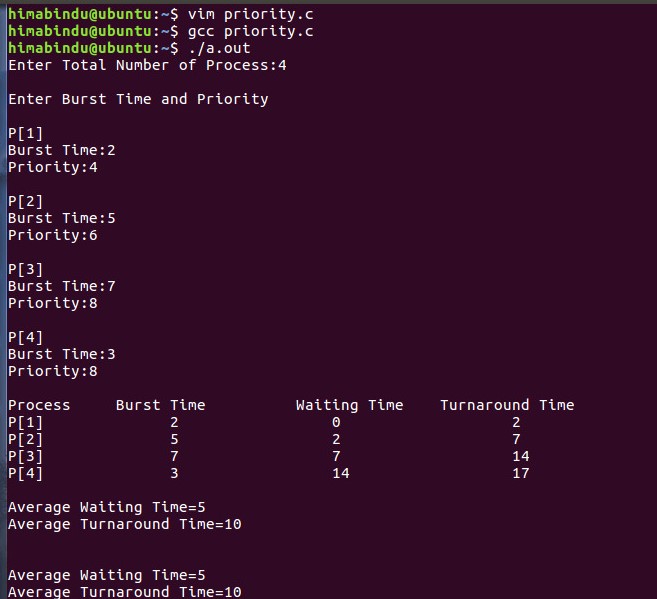 himabindu@ubuntu:~$ vim priority.c
himabindu@ubuntu:~$ gcc priority.c
himabindu@ubuntu:~$ ./a.out
Enter Total Number of Process:4
Enter Burst Time and Priority
P[1]
Burst Time:2
Priority:4
P[2]
Burst Time:5
Priority:6
P[3]
Burst Time:7
Priority:8
P[4]
Burst Time:3
Priority:8
Process Burst Time Waiting Time Turnaround Time
P[1] 2 0 2
P[2] 5 2 7
P[3] 7 7 14
P[4] 3 14 17
Average Waiting Time=5
Average Turnaround Time=10
Average Waiting Time=5
Average Turnaround Time=10